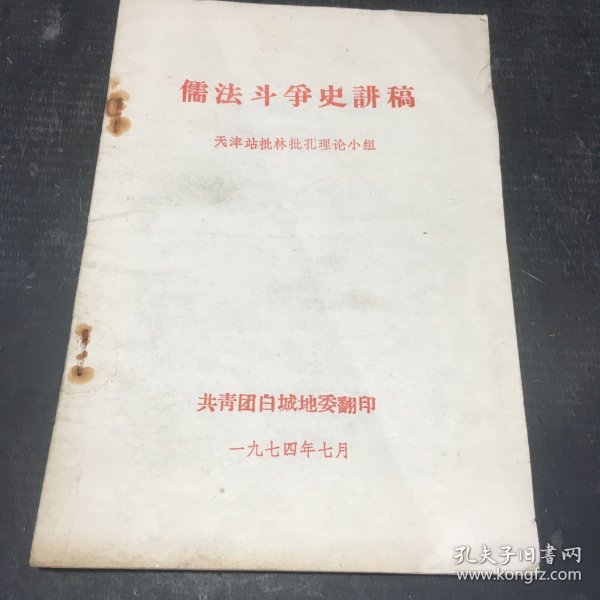 儒法斗爭史講稿
天津站批林批孔理论小组
共青团白城地委翻印
一九七四年七月
孔夫子旧书网
www.kongfz.com